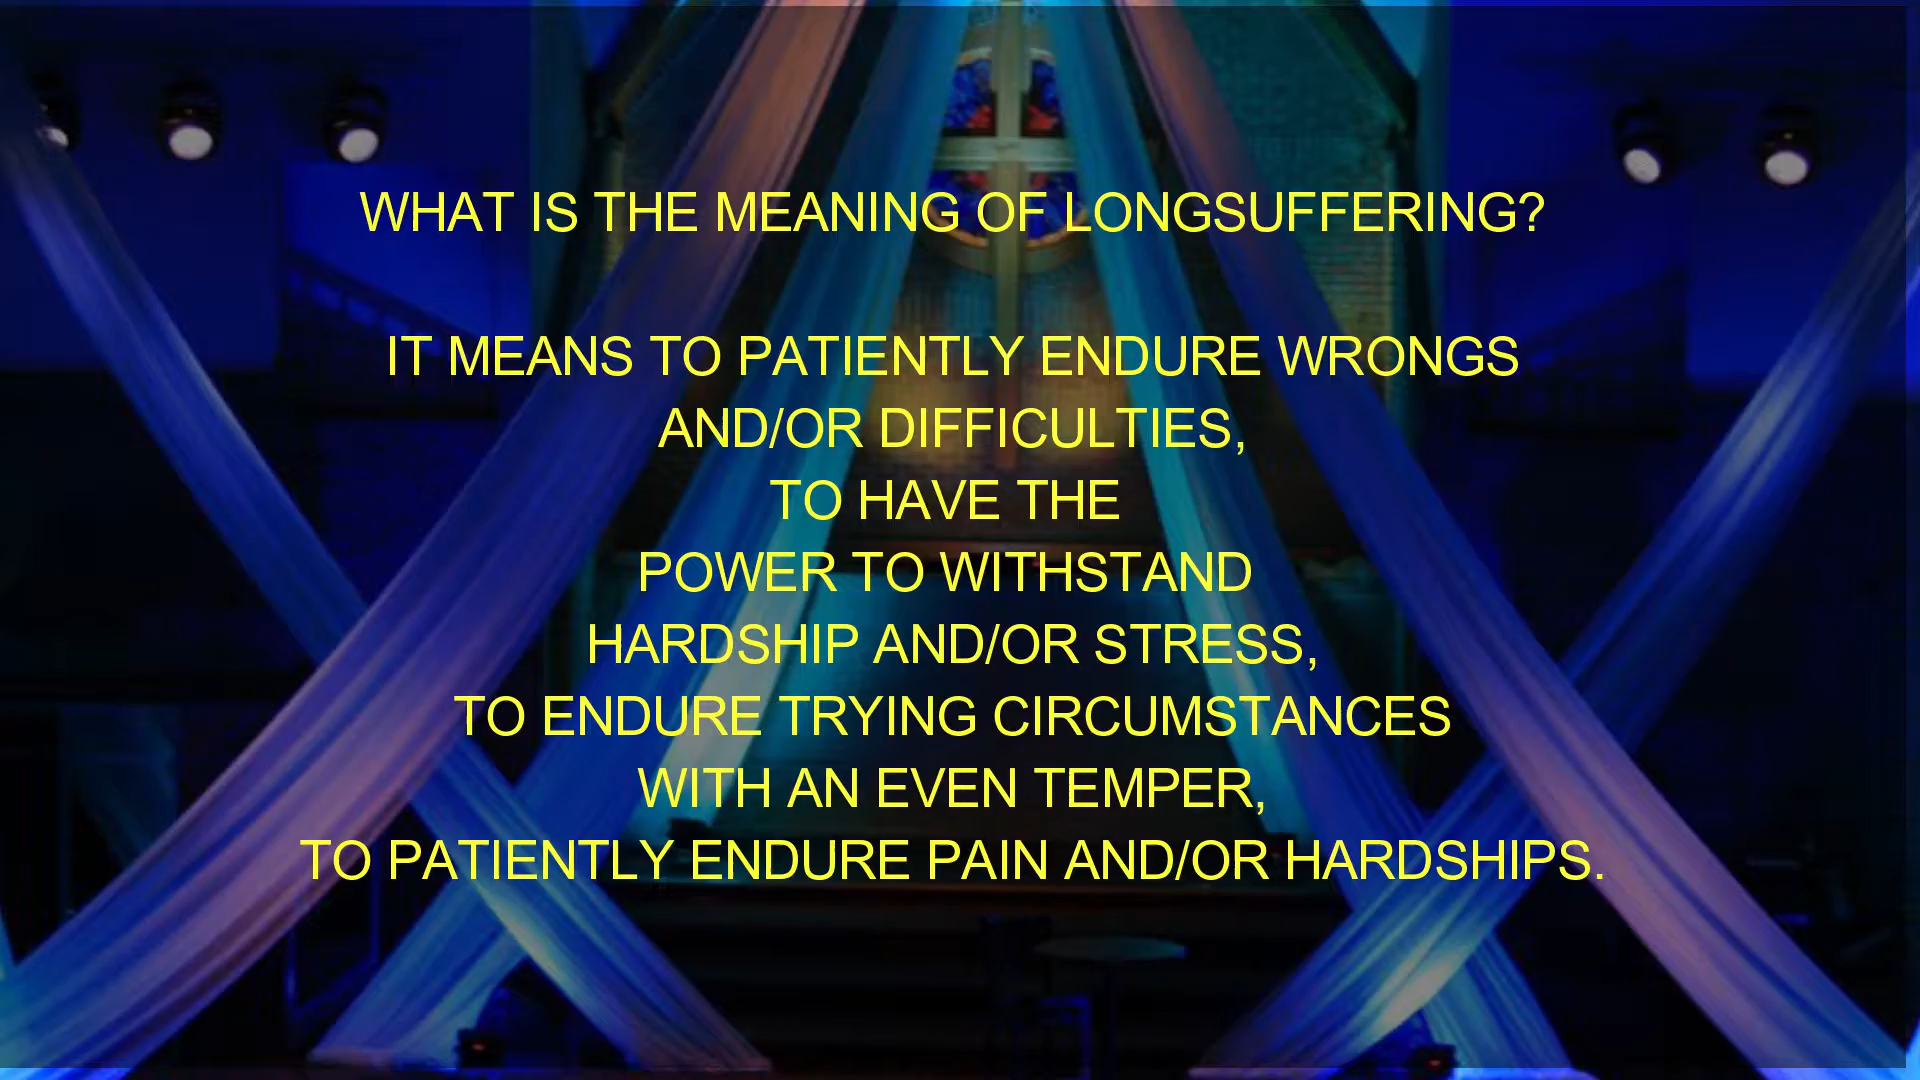 WHAT IS THE MEANING OF LONGSUFFERING?
IT MEANS TO PATIENTLY ENDURE WRONGS
AND/OR DIFFICULTIES,
TO HAVE THE
POWER TO WITHSTAND
HARDSHIP AND/OR STRESS,
TO ENDURE TRYING CIRCUMSTANCES
WITH AN EVEN TEMPER,
TO PATIENTLY ENDURE PAIN AND/OR HARDSHIPS.